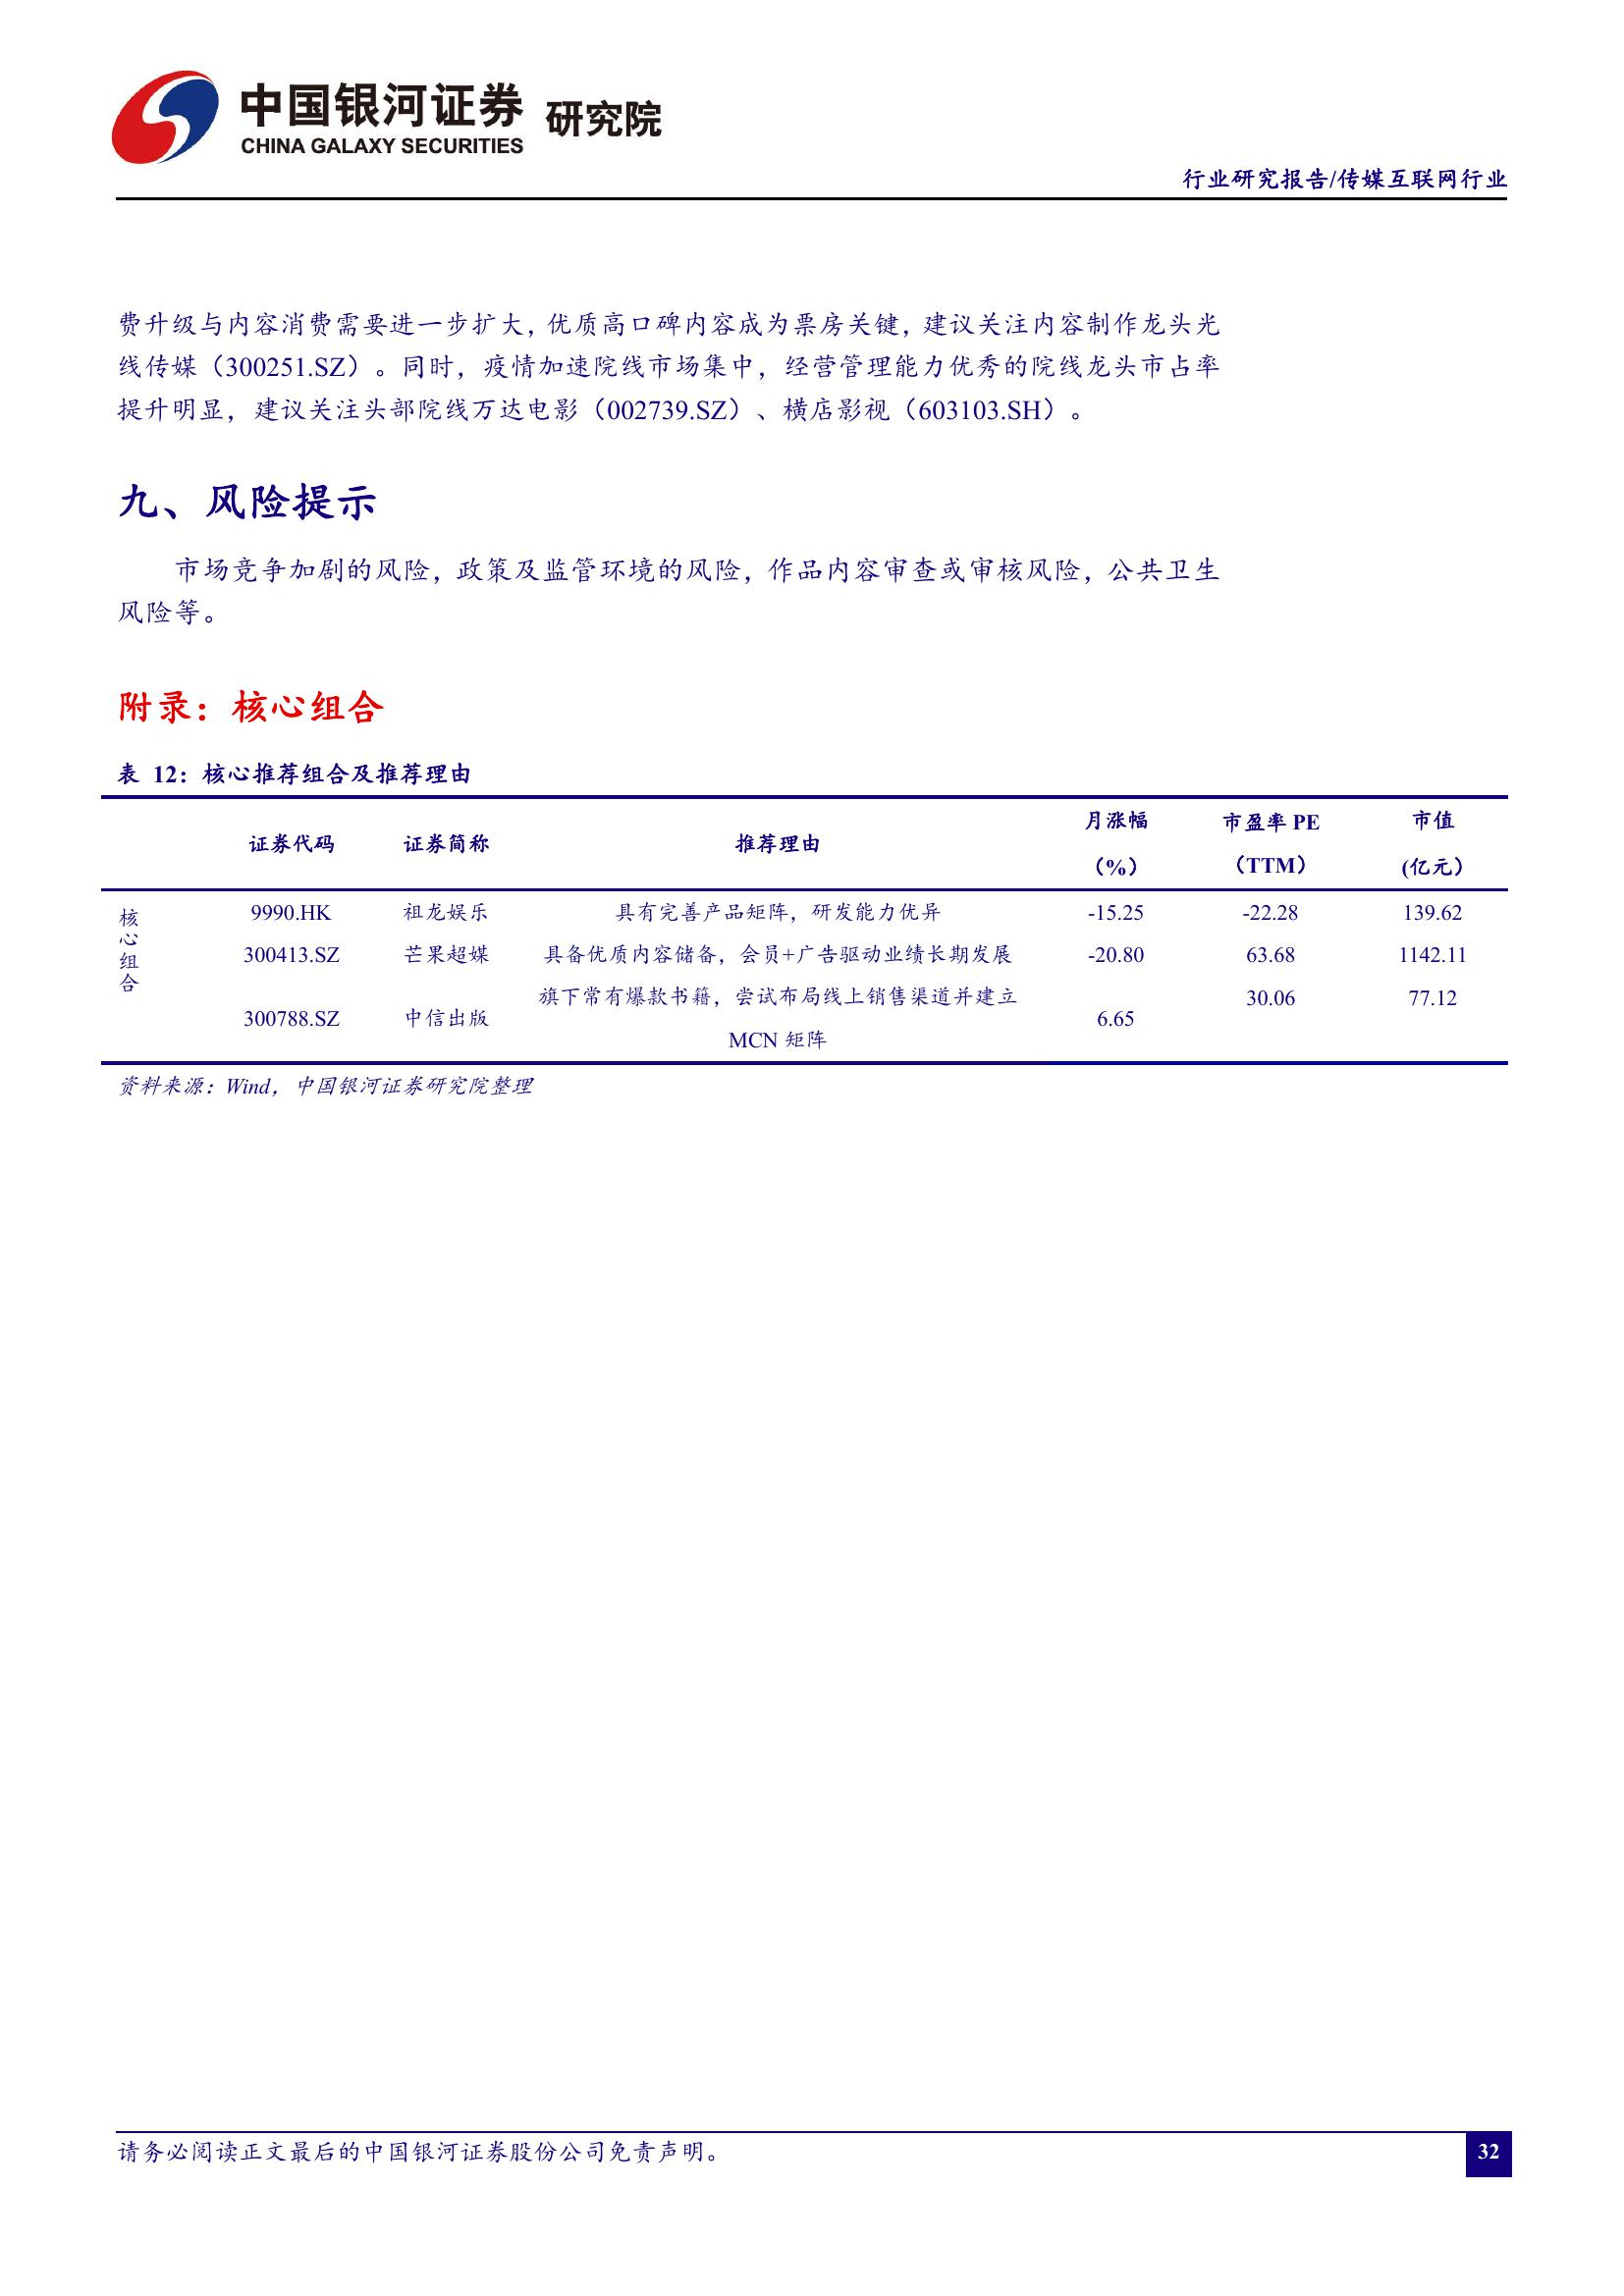 中国银河证券 研究院
CHINA GALAXY SECURITIES
行业研究报告/传媒互联网行业
费升级与内容消费需要进一步扩大，优质高口碑内容成为票房关键，建议关注内容制作龙头光
线传媒（300251.SZ）。同时，疫情加速院线市场集中，经营管理能力优秀的院线龙头市占率
提升明显，建议关注头部院线万达电影（002739.SZ）、横店影视（603103.SH）。
九、风险提示
市场竞争加剧的风险，政策及监管环境的风险，作品内容审查或审核风险，公共卫生
风险等。
附录：核心组合
表 12：核心推荐组合及推荐理由
证券代码 证券简称 推荐理由 月涨幅（%） 市盈率 PE（TTM） 市值(亿元）
核心组合
9990.HK 祖龙娱乐 具有完善产品矩阵，研发能力优异 -15.25 -22.28 139.62
300413.SZ 芒果超媒 具备优质内容储备，会员+广告驱动业绩长期发展 -20.80 63.68 1142.11
300788.SZ 中信出版 旗下常有爆款书籍，尝试布局线上销售渠道并建立 6.65 30.06 77.12
MCN 矩阵
资料来源：Wind，中国银河证券研究院整理
请务必阅读正文最后的中国银河证券股份公司免责声明。
32